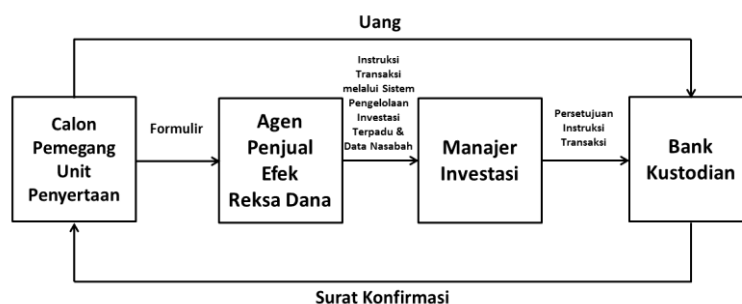 Uang
Calon
Pemegang
Unit
Penyertaan
Formulir
Agen
Penjual
Efek
Reksa Dana
Instruksi
Transaksi
melalui Sistem
Pengelolaan
Investasi
Terpadu &
Data Nasabah
Manajer
Investasi
Persetujuan
Instruksi
Transaksi
Bank
Kustodian
Surat Konfirmasi